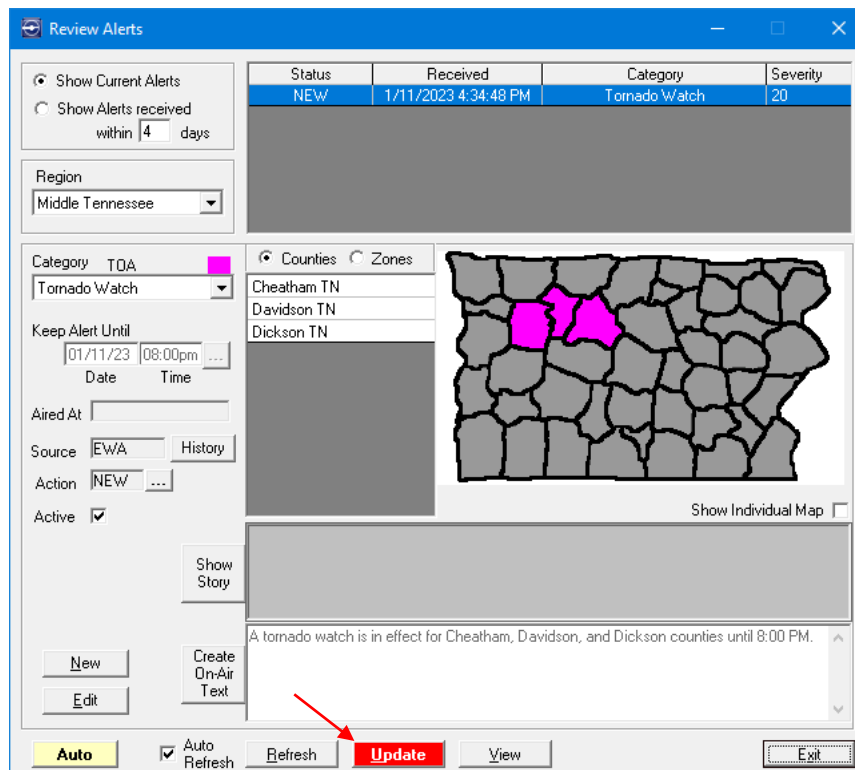 Review Alerts
Show Current Alerts
Show Alerts received
within 4 days
Region
Middle Tennessee
Status Received Category Severity
NEW 1/11/2023 4:34:48 PM Tornado Watch 20
Category TOA
Tornado Watch
Keep Alert Until
01/11/23 08:00pm ...
Date Time
Aired At
Source EWA History
Action NEW ...
Active
Counties Zones
Cheatham TN
Davidson TN
Dickson TN
Show Individual Map
Show
Story
A tornado watch is in effect for Cheatham, Davidson, and Dickson counties until 8:00 PM.
New
Edit
Create
On-Air
Text
Auto
Auto
Refresh
Refresh
Update
View
Exit